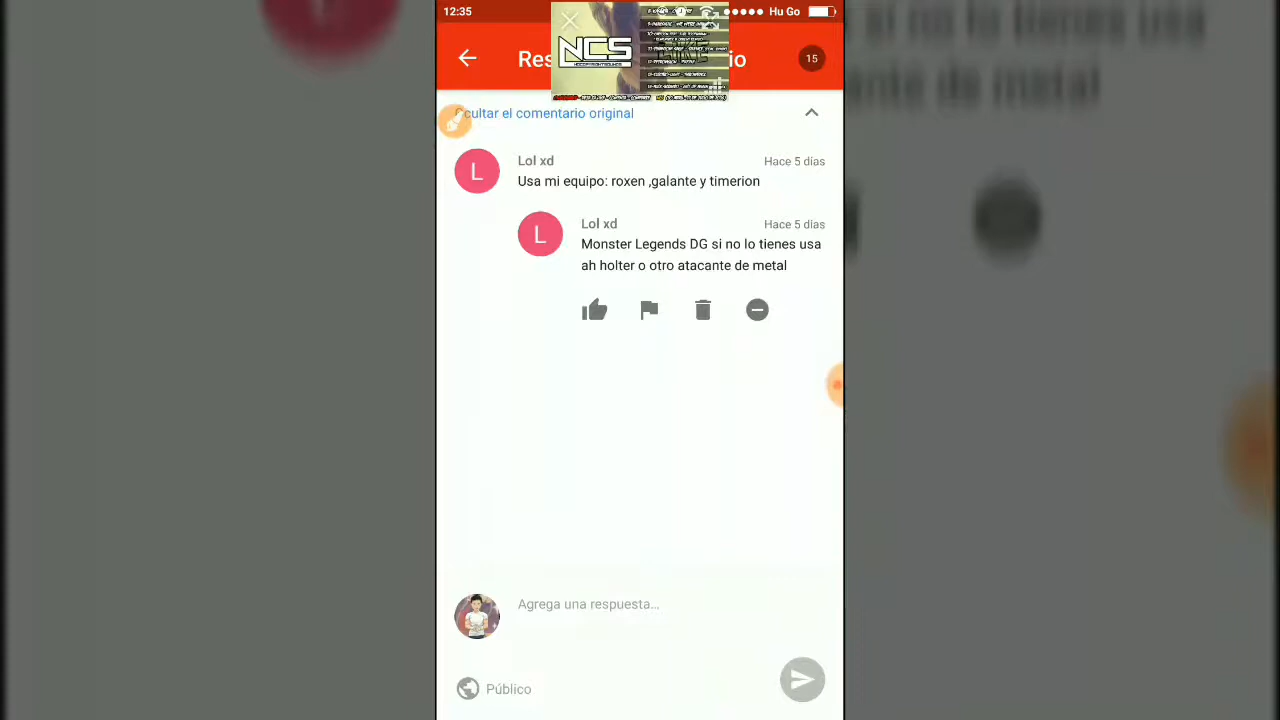 12:35
Hu Go
NCS
Res
io
15
cultar el comentario original
Lol xd
Hace 5 días
Usa mi equipo: roxen ,galante y timerion
Lol xd
Hace 5 días
Monster Legends DG si no lo tienes usa
ah holter o otro atacante de metal
Agrega una respuesta...
Público